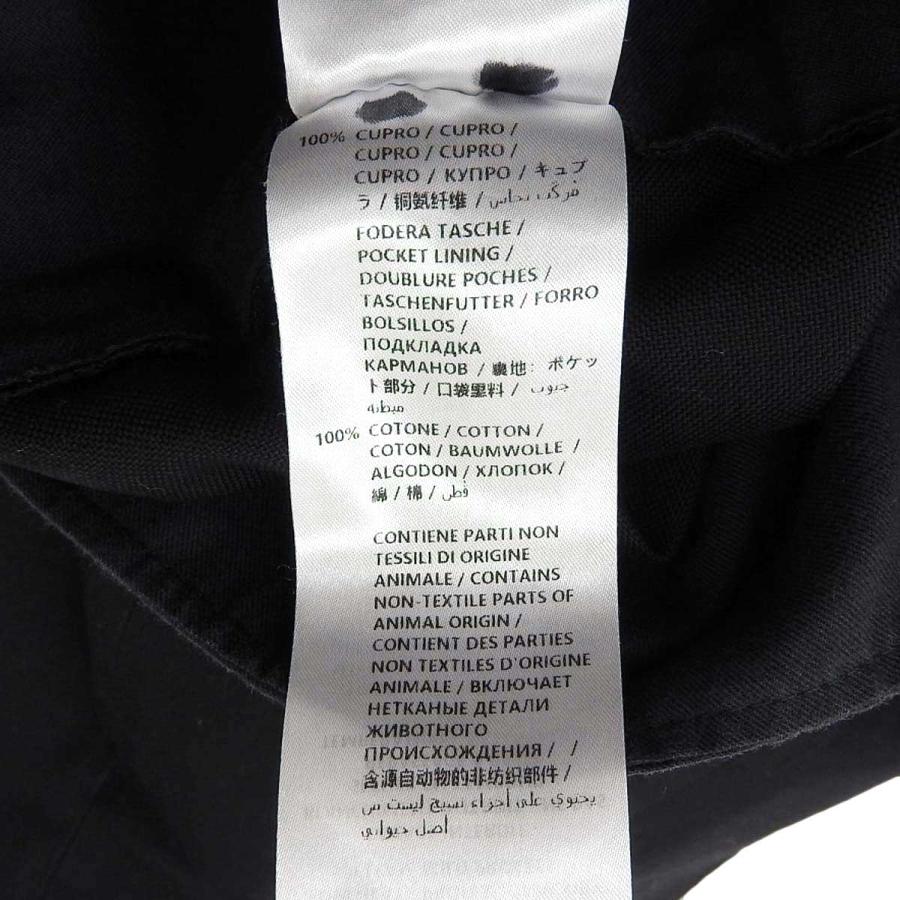 100% CUPRO / CUPRO /
CUPRO / CUPRO /
CUPRO / КУПРО / キュプ
ラ / 铜氨纤维 /
FODERA TASCHE /
POCKET LINING /
DOUBLURE POCHES /
TASCHENFUTTER / FORRO
BOLSILLOS /
ПОДКЛАДКА
КАРМАНОВ / 裏地: ポケッ
ト部分 / 口袋里料 / جيوب
مبطنه
100% COTONE / COTTON /
COTON / BAUMWOLLE /
ALGODON / ХЛОПОК /
綿 / 棉 / قطن
CONTIENE PARTI NON
TESSILI DI ORIGINE
ANIMALE / CONTAINS
NON-TEXTILE PARTS OF
ANIMAL ORIGIN /
CONTIENT DES PARTIES
NON TEXTILES D'ORIGINE
ANIMALE / ВКЛЮЧАЕТ
НЕТКАНЫЕ ДЕТАЛИ
ЖИВОТНОГО
ПРОИСХОЖДЕНИЯ / /
含源自动物的非纺织部件 /
يحتوي على أجزاء نسيج ليست من
أصل حيواني